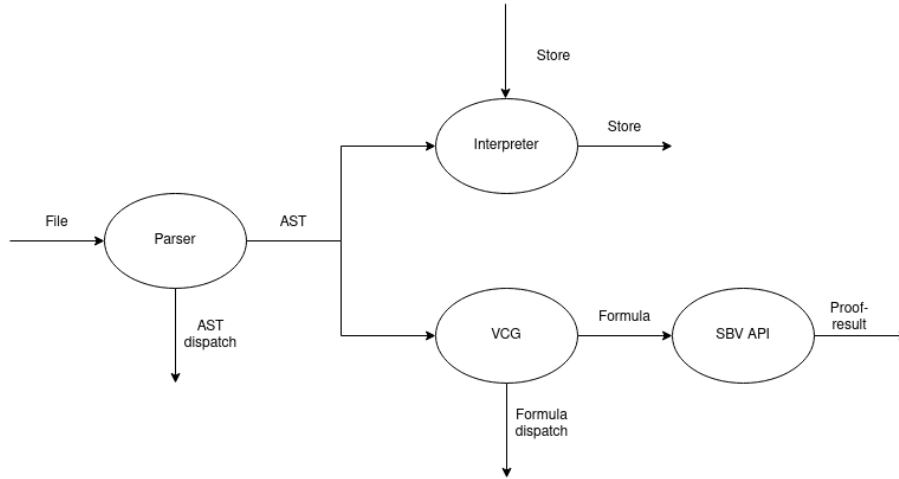 Store
Interpreter
Store
File
Parser
AST
AST
dispatch
VCG
Formula
SBV API
Proof-
result
Formula
dispatch